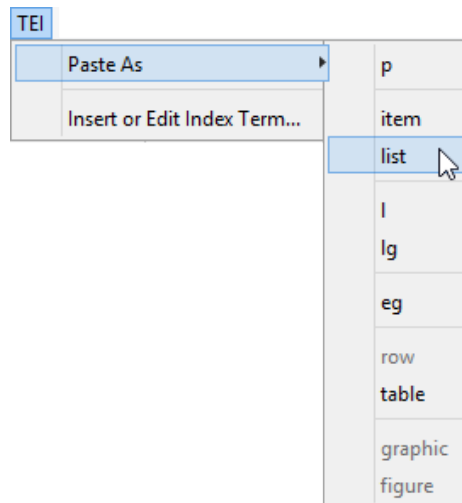 TEI
Paste As
Insert or Edit Index Term...
p
item
list
l
lg
eg
row
table
graphic
figure